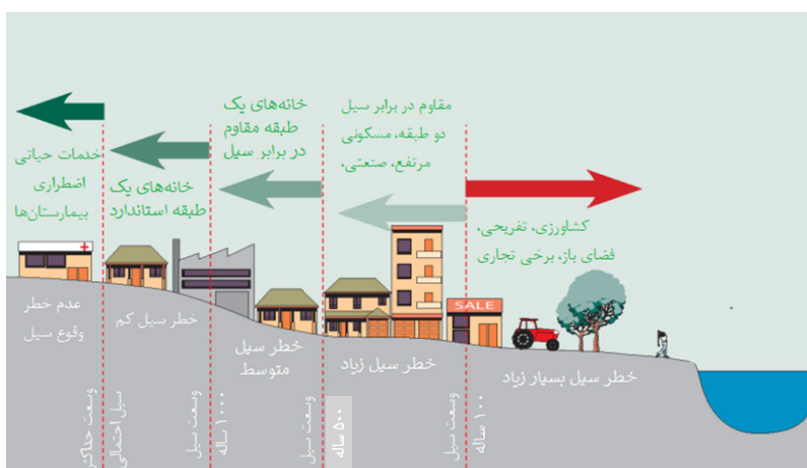 مقاوم در برابر سیل
دو طبقه، مسکونی
مرتفع، صنعتی،
خانه‌های یک
طبقه مقاوم
در برابر سیل
خدمات حیاتی
اضطراری
بیمارستان‌ها
خانه‌های یک
طبقه استاندارد
کشاورزی، تفریحی،
فضای باز، برخی تجاری
SALE
عدم خطر
وقوع سیل
خطر سیل کم
خطر سیل
متوسط
خطر سیل زیاد
خطر سیل بسیار زیاد
وسعت سیل
۱۰۰ ساله
وسعت سیل
۵۰۰ ساله
وسعت سیل
۱۰۰۰ ساله
وسعت حداکثر
سیل احتمالی